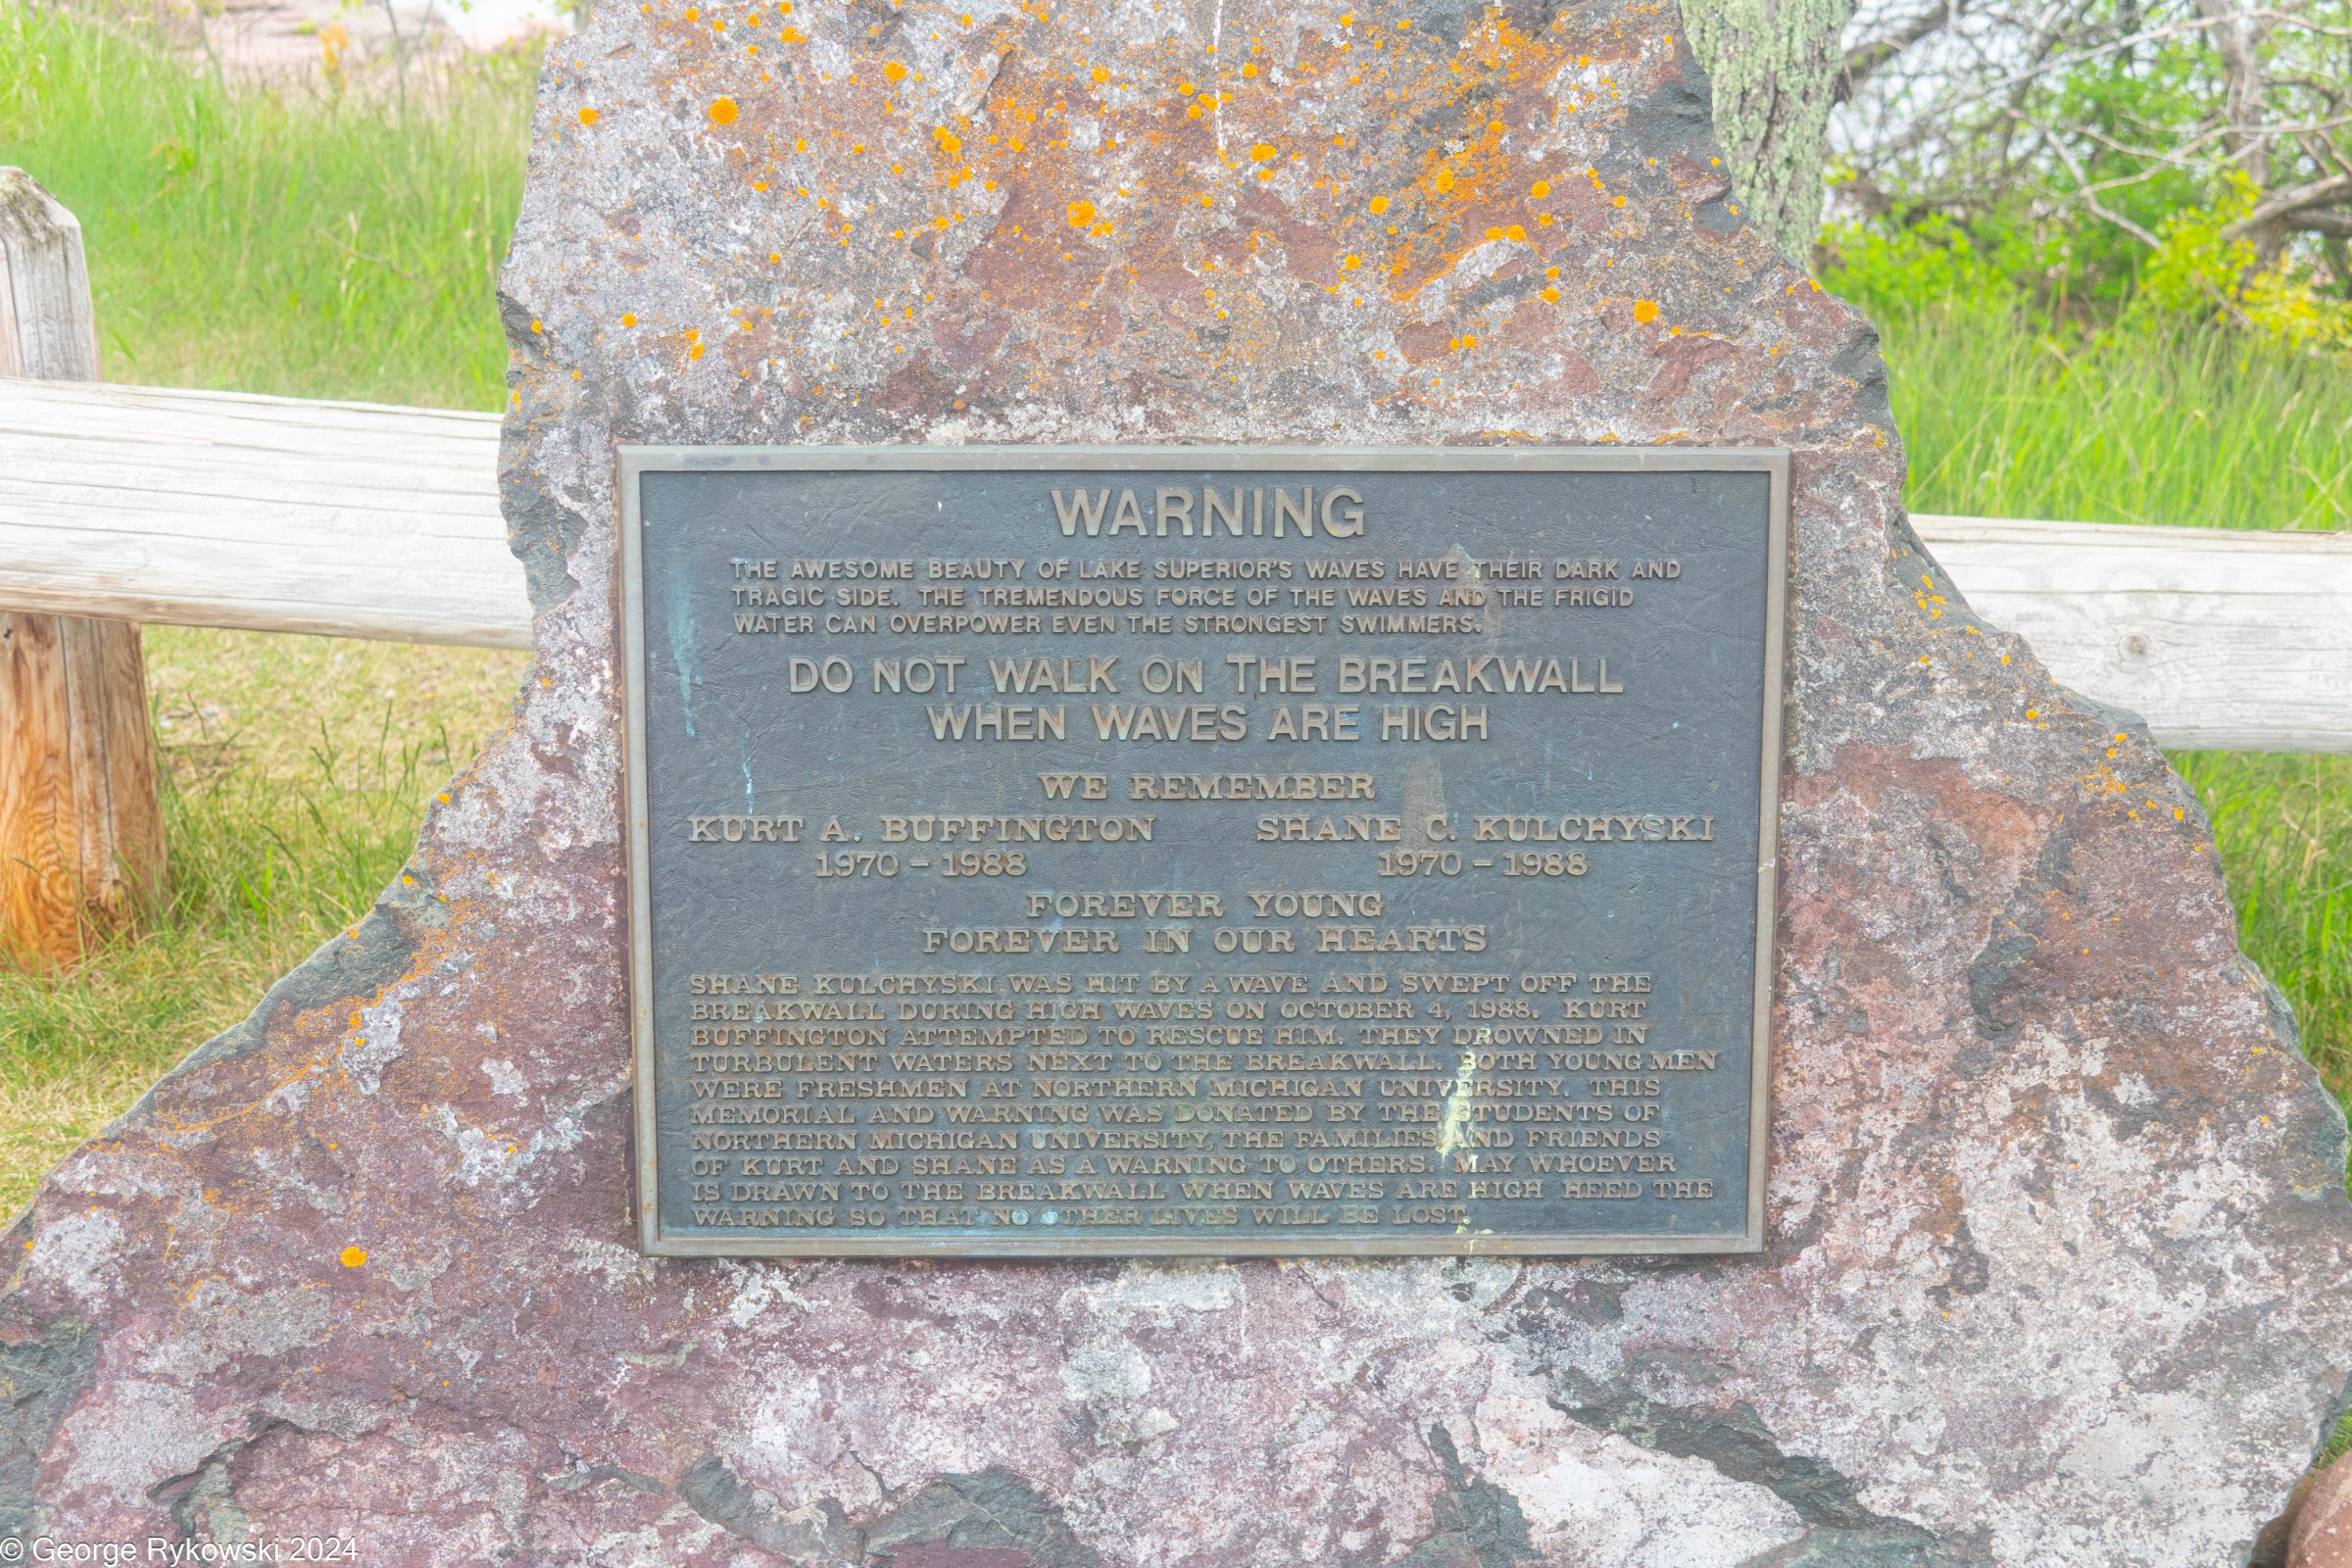 WARNING
THE AWESOME BEAUTY OF LAKE SUPERIOR'S WAVES HAVE THEIR DARK AND
TRAGIC SIDE. THE TREMENDOUS FORCE OF THE WAVES AND THE FRIGID
WATER CAN OVERPOWER EVEN THE STRONGEST SWIMMERS.
DO NOT WALK ON THE BREAKWALL
WHEN WAVES ARE HIGH
WE REMEMBER
KURT A. BUFFINGTON SHANE C. KULCHYSKI
1970 – 1988 1970 – 1988
FOREVER YOUNG
FOREVER IN OUR HEARTS
SHANE KULCHYSKI WAS HIT BY A WAVE AND SWEPT OFF THE
BREAKWALL DURING HIGH WAVES ON OCTOBER 4, 1988. KURT
BUFFINGTON ATTEMPTED TO RESCUE HIM. THEY DROWNED IN
TURBULENT WATERS NEXT TO THE BREAKWALL. BOTH YOUNG MEN
WERE FRESHMEN AT NORTHERN MICHIGAN UNIVERSITY. THIS
MEMORIAL AND WARNING WAS DONATED BY THE STUDENTS OF
NORTHERN MICHIGAN UNIVERSITY, THE FAMILIES AND FRIENDS
OF KURT AND SHANE AS A WARNING TO OTHERS. MAY WHOEVER
IS DRAWN TO THE BREAKWALL WHEN WAVES ARE HIGH HEED THE
WARNING SO THAT NO OTHER LIVES WILL BE LOST.
© George Rykowski 2024